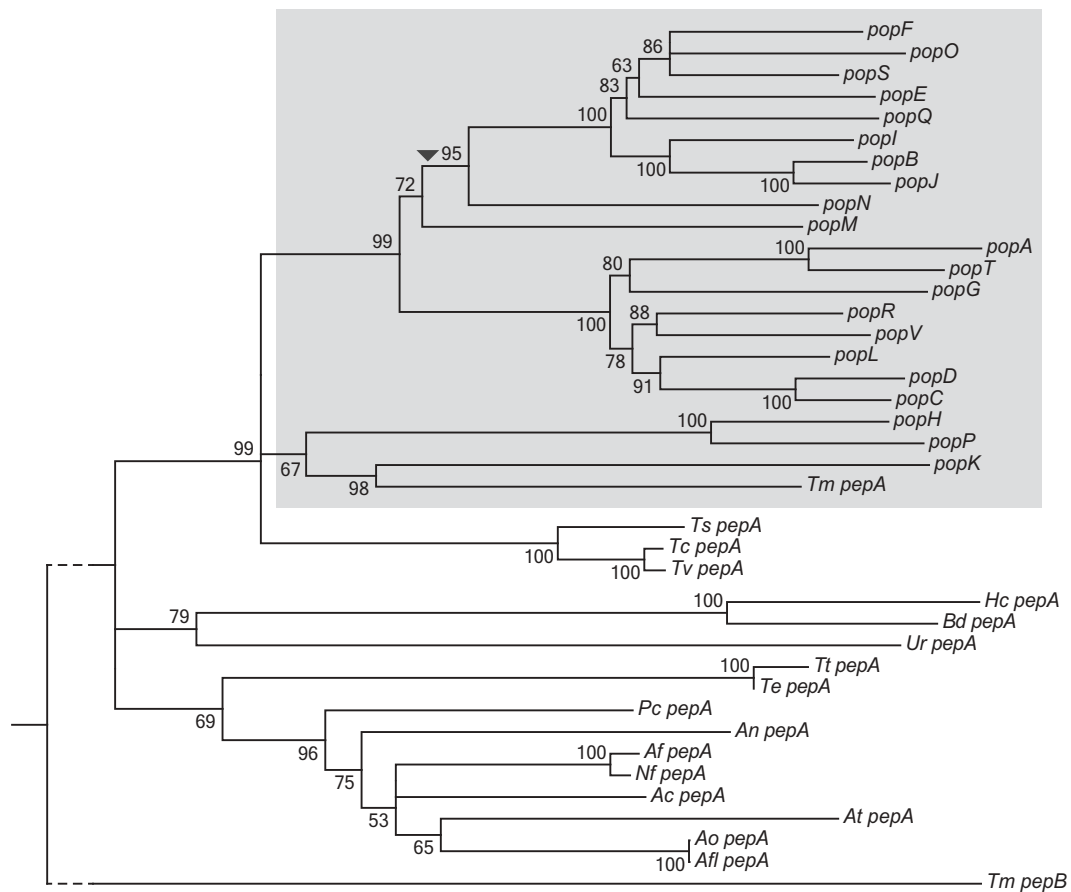 popF
86
popO
63
popS
83
popE
100
popQ
popI
95
100
popB
100
popJ
72
popN
popM
99
100
popA
80
popT
popG
100
88
popR
popV
78
popL
91
popD
100
popC
100
popH
popP
99
67
popK
98
Tm pepA
Ts pepA
100
Tc pepA
100
Tv pepA
100
Hc pepA
79
Bd pepA
Ur pepA
100
Tt pepA
Te pepA
69
Pc pepA
96
An pepA
75
100
Af pepA
Nf pepA
Ac pepA
53
At pepA
65
Ao pepA
100
Afl pepA
Tm pepB